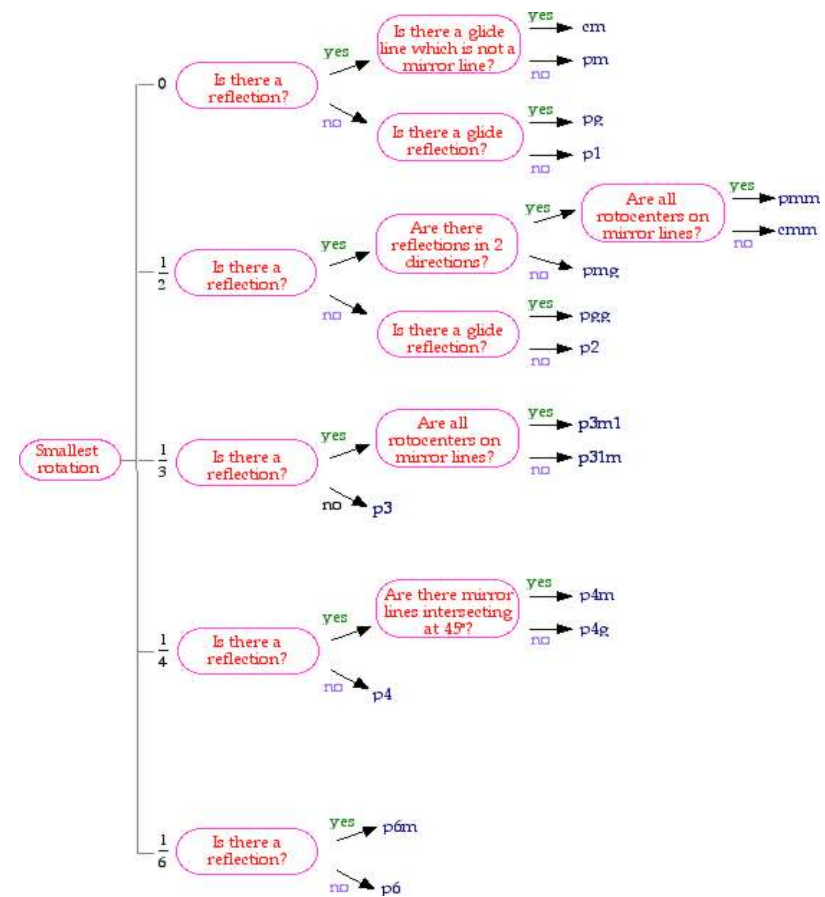 Smallest
rotation
0
Is there a
reflection?
yes
Is there a glide
line which is not a
mirror line?
yes
cm
no
pm
no
Is there a glide
reflection?
yes
pg
no
p1
1
2
Is there a
reflection?
yes
Are there
reflections in 2
directions?
yes
Are all
rotocenters on
mirror lines?
yes
pmm
no
cmm
no
pmg
no
Is there a glide
reflection?
yes
pgg
no
p2
1
3
Is there a
reflection?
yes
Are all
rotocenters on
mirror lines?
yes
p3m1
no
p31m
no
p3
1
4
Is there a
reflection?
yes
Are there mirror
lines intersecting
at 45°?
yes
p4m
no
p4g
no
p4
1
6
Is there a
reflection?
yes
p6m
no
p6